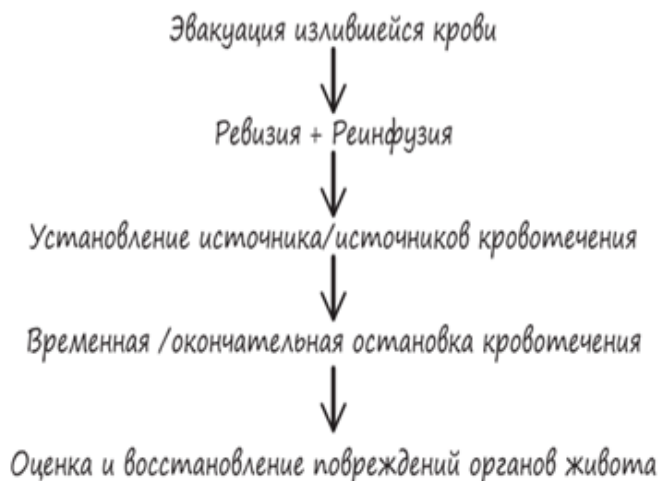 Эвакуация излившейся крови
Ревизия + Реинфузия
Установление источника/источников кровотечения
Временная /окончательная остановка кровотечения
Оценка и восстановление повреждений органов живота